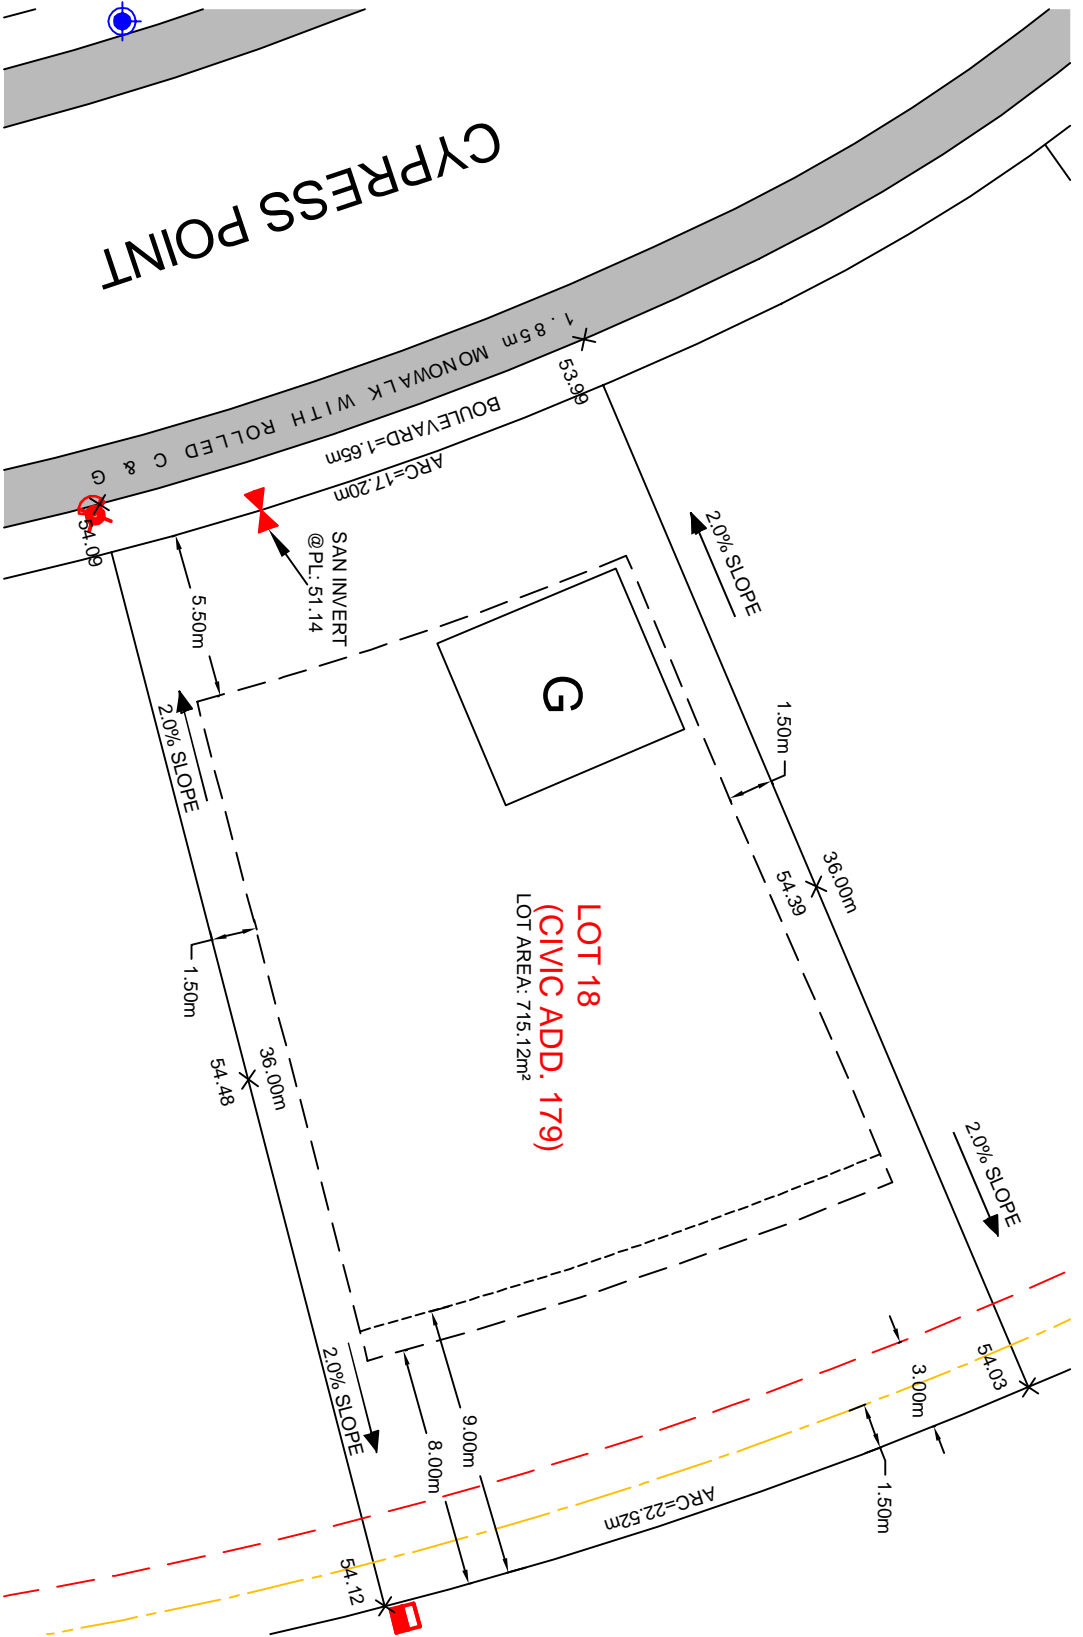 CYPRESS POINT
1.85m MONOWALK WITH ROLLED C & G
53.99
BOULEVARD=1.65m
ARC=17.20m
54.09
SAN INVERT
@PL: 51.14
5.50m
2.0% SLOPE
2.0% SLOPE
G
1.50m
36.00m
54.39
LOT 18
(CIVIC ADD. 179)
LOT AREA: 715.12m²
1.50m
36.00m
54.48
2.0% SLOPE
2.0% SLOPE
54.03
3.00m
1.50m
9.00m
8.00m
ARC=22.52m
54.12